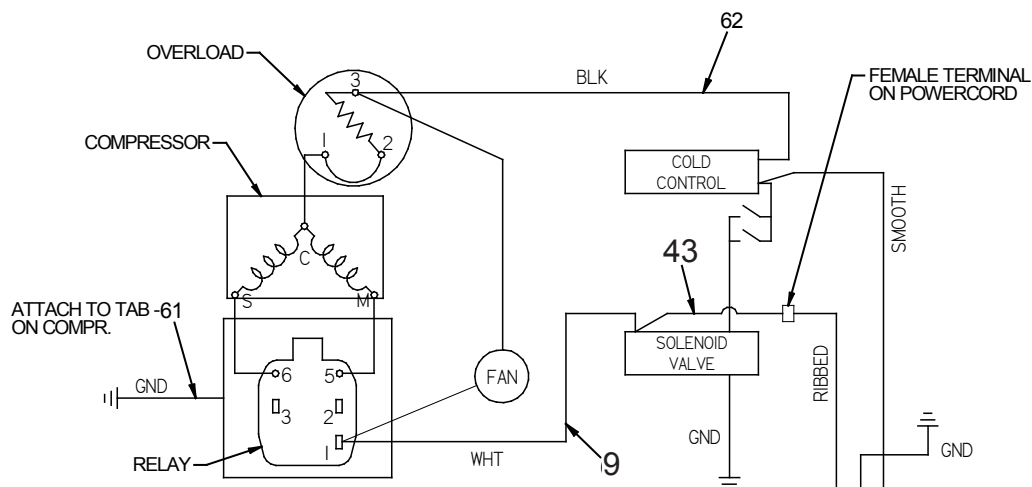 62
OVERLOAD
BLK
FEMALE TERMINAL
ON POWERCORD
3
1
2
COMPRESSOR
COLD
CONTROL
SMOOTH
C
43
S
M
ATTACH TO TAB -61
ON COMPR.
SOLENOID
VALVE
RIBBED
6
5
FAN
GND
3
2
1
GND
9
GND
RELAY
WHT